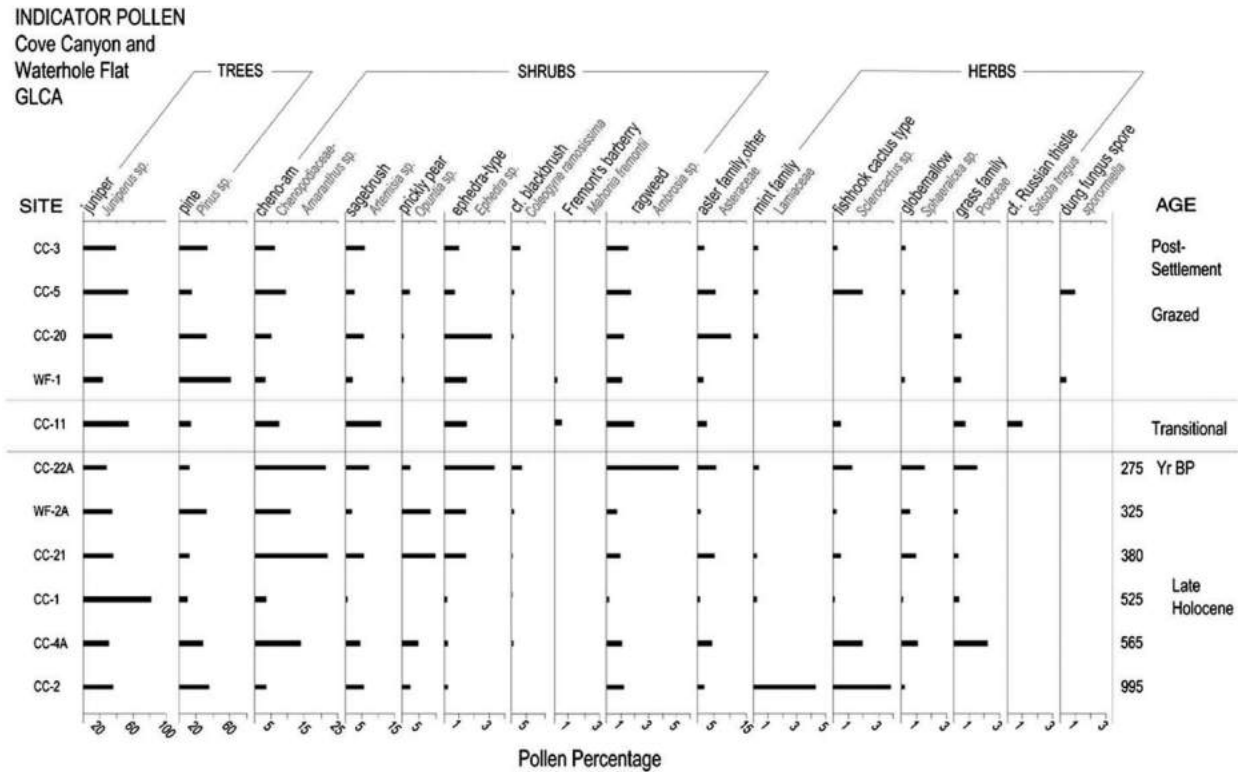 INDICATOR POLLEN
Cove Canyon and
Waterhole Flat
GLCA
TREES
SHRUBS
HERBS
SITE
juniper
Juniperus sp.
pine
Pinus sp.
cheno-am
Chenopodiaceae-
Amaranthus sp.
sagebrush
Artemisia sp.
prickly pear
Opuntia sp.
ephedra-type
Ephedra sp.
cf. blackbrush
Coleogyne ramosissima
Fremont's barberry
Mahonia fremontii
ragweed
Ambrosia sp.
aster family,other
Asteraceae
mint family
Lamiaceae
fishhook cactus type
Sclerocactus sp.
globemallow
Sphaeralcea sp.
grass family
Poaceae
cf. Russian thistle
Salsola tragus
dung fungus spore
sporormiella
AGE
CC-3
Post-
Settlement
CC-5
Grazed
CC-20
WF-1
CC-11
Transitional
CC-22A
275 Yr BP
WF-2A
325
CC-21
380
CC-1
525
Late
Holocene
CC-4A
565
CC-2
995
20 60 100 20 60 5 15 25 5 15 1 3 1 3 5 1 3 1 3 5 5 15 1 3 5 1 3 1 3 1 3 1 3 1 3
Pollen Percentage